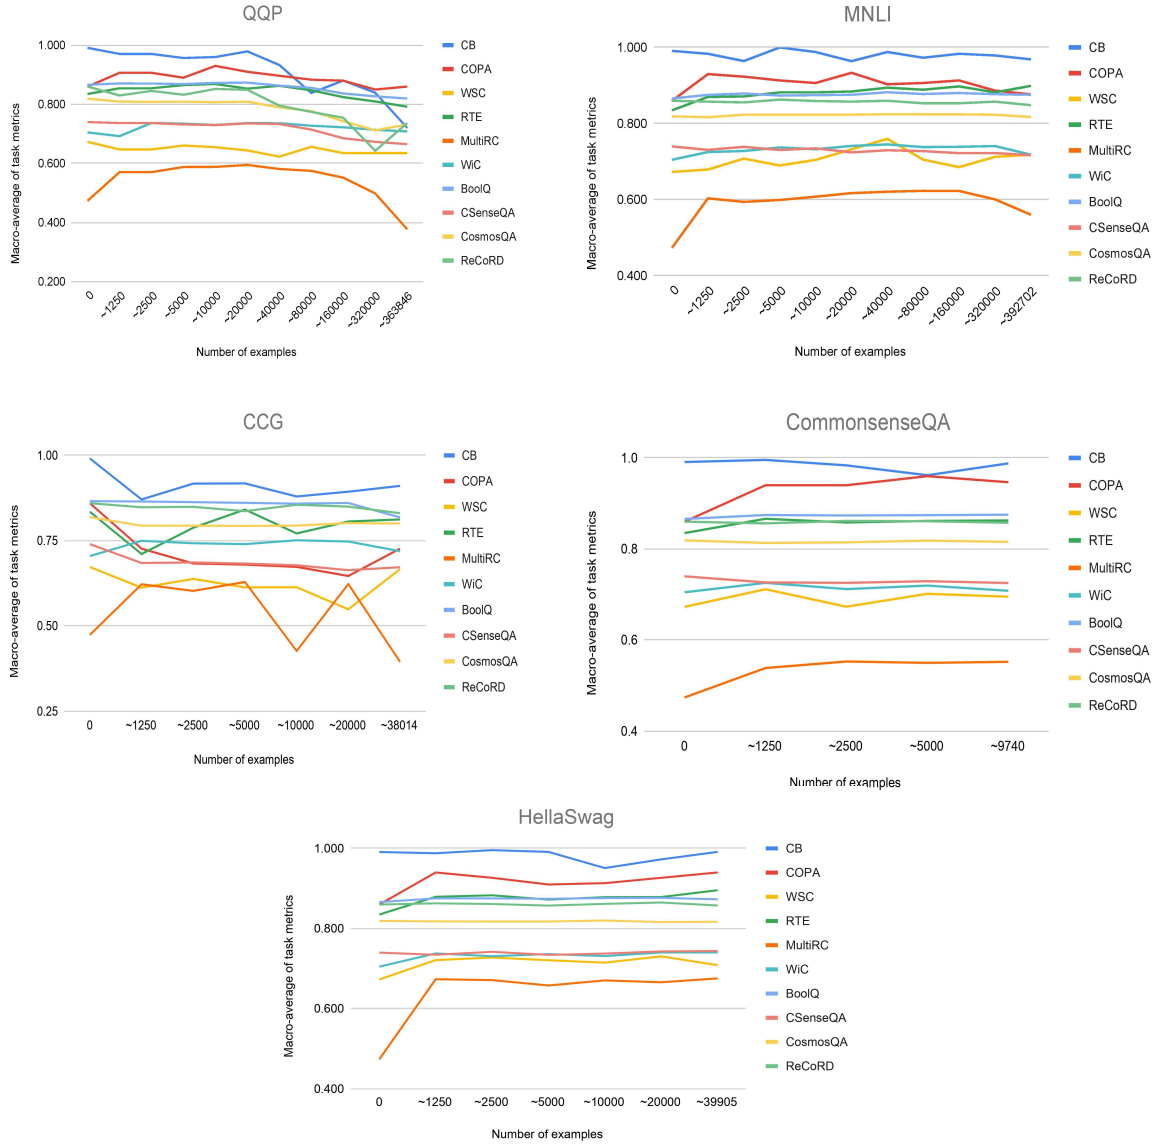 QQP
1.000
0.800
0.600
0.400
0.200
Macro-average of task metrics
0
~1250
~2500
~5000
~10000
~20000
~40000
~80000
~160000
~320000
~363846
Number of examples
CB
COPA
WSC
RTE
MultiRC
WiC
BoolQ
CSenseQA
CosmosQA
ReCoRD
MNLI
1.000
0.800
0.600
0.400
Macro-average of task metrics
0
~1250
~2500
~5000
~10000
~20000
~40000
~80000
~160000
~320000
~392702
Number of examples
CB
COPA
WSC
RTE
MultiRC
WiC
BoolQ
CSenseQA
CosmosQA
ReCoRD
CCG
1.00
0.75
0.50
0.25
Macro-average of task metrics
0
~1250
~2500
~5000
~10000
~20000
~38014
Number of examples
CB
COPA
WSC
RTE
MultiRC
WiC
BoolQ
CSenseQA
CosmosQA
ReCoRD
CommonsenseQA
1.0
0.8
0.6
0.4
Macro-average of task metrics
0
~1250
~2500
~5000
~9740
Number of examples
CB
COPA
WSC
RTE
MultiRC
WiC
BoolQ
CSenseQA
CosmosQA
ReCoRD
HellaSwag
1.000
0.800
0.600
0.400
Macro-average of task metrics
0
~1250
~2500
~5000
~10000
~20000
~39905
Number of examples
CB
COPA
WSC
RTE
MultiRC
WiC
BoolQ
CSenseQA
CosmosQA
ReCoRD